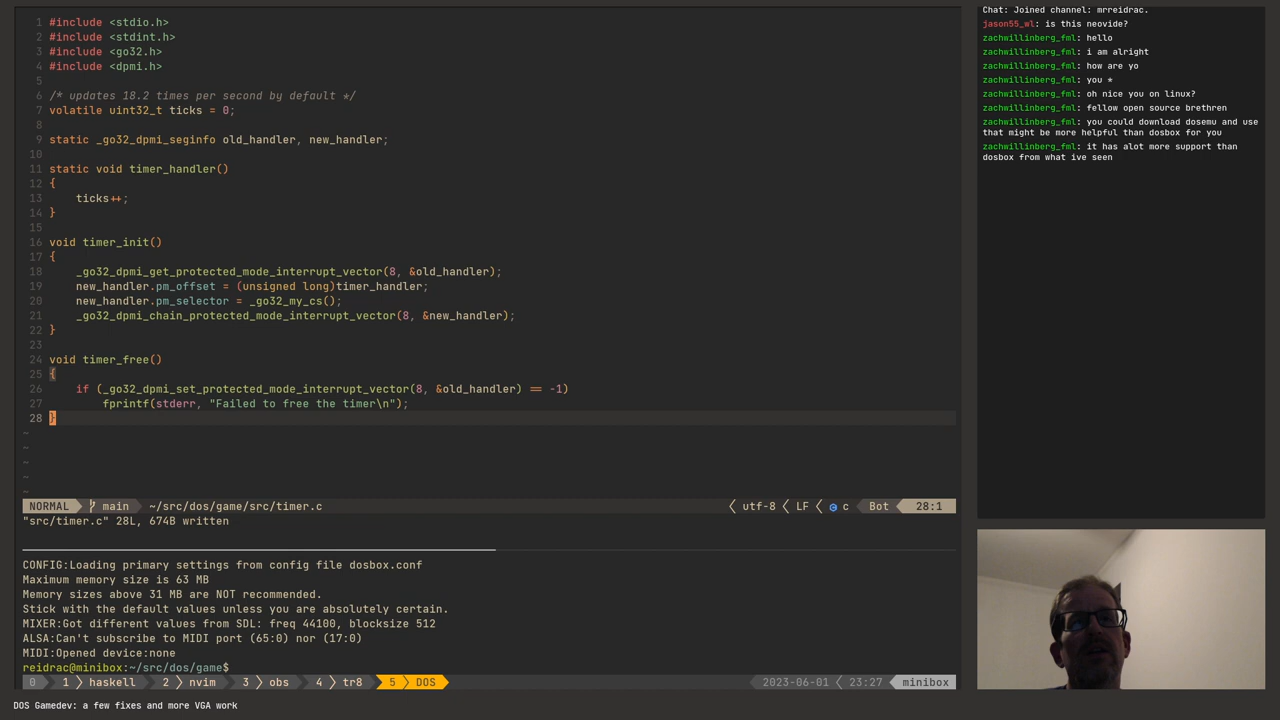 1 #include <stdio.h>
2 #include <stdint.h>
3 #include <go32.h>
4 #include <dpmi.h>
5
6 /* updates 18.2 times per second by default */
7 volatile uint32_t ticks = 0;
8
9 static _go32_dpmi_seginfo old_handler, new_handler;
10
11 static void timer_handler()
12 {
13     ticks++;
14 }
15
16 void timer_init()
17 {
18     _go32_dpmi_get_protected_mode_interrupt_vector(8, &old_handler);
19     new_handler.pm_offset = (unsigned long)timer_handler;
20     new_handler.pm_selector = _go32_my_cs();
21     _go32_dpmi_chain_protected_mode_interrupt_vector(8, &new_handler);
22 }
23
24 void timer_free()
25 {
26     if (_go32_dpmi_set_protected_mode_interrupt_vector(8, &old_handler) == -1)
27         fprintf(stderr, "Failed to free the timer\n");
28 }
~
~
~
~
~
NORMAL main ~/src/dos/game/src/timer.c utf-8 LF c Bot 28:1
"src/timer.c" 28L, 674B written
CONFIG:Loading primary settings from config file dosbox.conf
Maximum memory size is 63 MB
Memory sizes above 31 MB are NOT recommended.
Stick with the default values unless you are absolutely certain.
MIXER:Got different values from SDL: freq 44100, blocksize 512
ALSA:Can't subscribe to MIDI port (65:0) nor (17:0)
MIDI:Opened device:none
reidrac@minibox:~/src/dos/game$
0 1 haskell 2 nvim 3 obs 4 tr8 5 DOS 2023-06-01 23:27 minibox
DOS Gamedev: a few fixes and more VGA work
Chat: Joined channel: mrreidrac.
jason55_wl: is this neovide?
zachwillinberg_fml: hello
zachwillinberg_fml: i am alright
zachwillinberg_fml: how are yo
zachwillinberg_fml: you *
zachwillinberg_fml: oh nice you on linux?
zachwillinberg_fml: fellow open source brethren
zachwillinberg_fml: you could download dosemu and use
that might be more helpful than dosbox for you
zachwillinberg_fml: it has alot more support than
dosbox from what ive seen